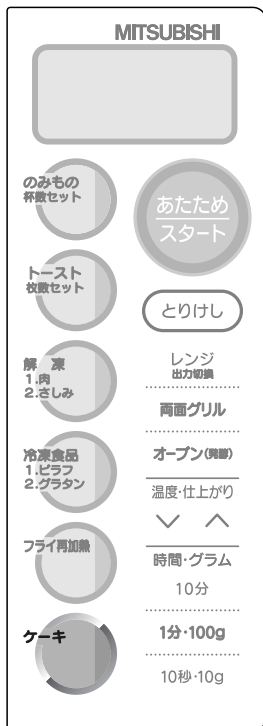 MITSUBISHI
のみもの
杯数セット
あたため
スタート
トースト
枚数セット
とりけし
解 凍
1.肉
2.さしみ
レンジ
出力切換
両面グリル
冷凍食品
1.ピラフ
2.グラタン
オーブン(発酵)
温度·仕上がり
フライ再加熱
時間·グラム
10分
ケーキ
1分·100g
10秒·10g